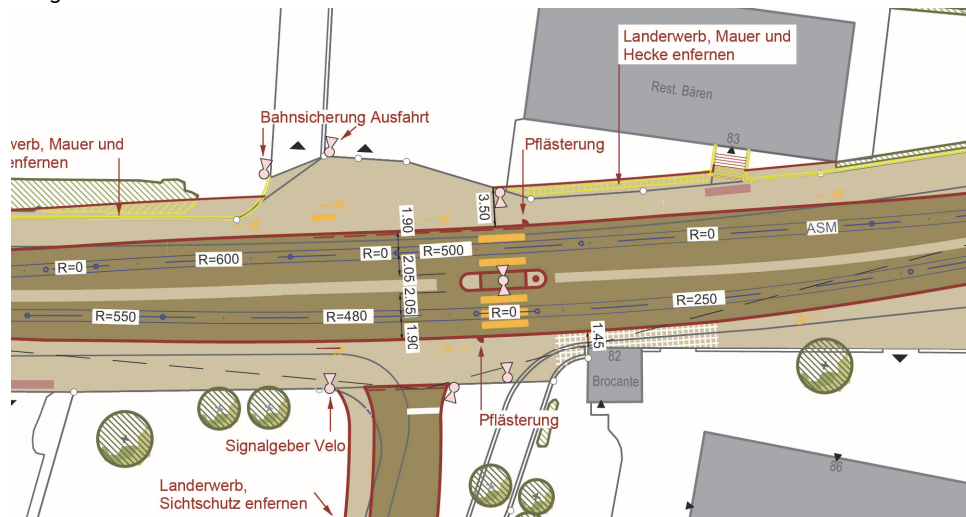 Landerwerb, Mauer und
Hecke enfernen
Rest. Bären
83
Bahnsicherung Ausfahrt
werb, Mauer und
enfernen
Pflästerung
3.50
1.90
R=0
ASM
R=0
R=600
R=0
R=500
2.05
2.05
R=250
R=550
R=480
R=0
1.90
1.45
82
Brocante
Pflästerung
Signalgeber Velo
86
Landerwerb,
Sichtschutz enfernen